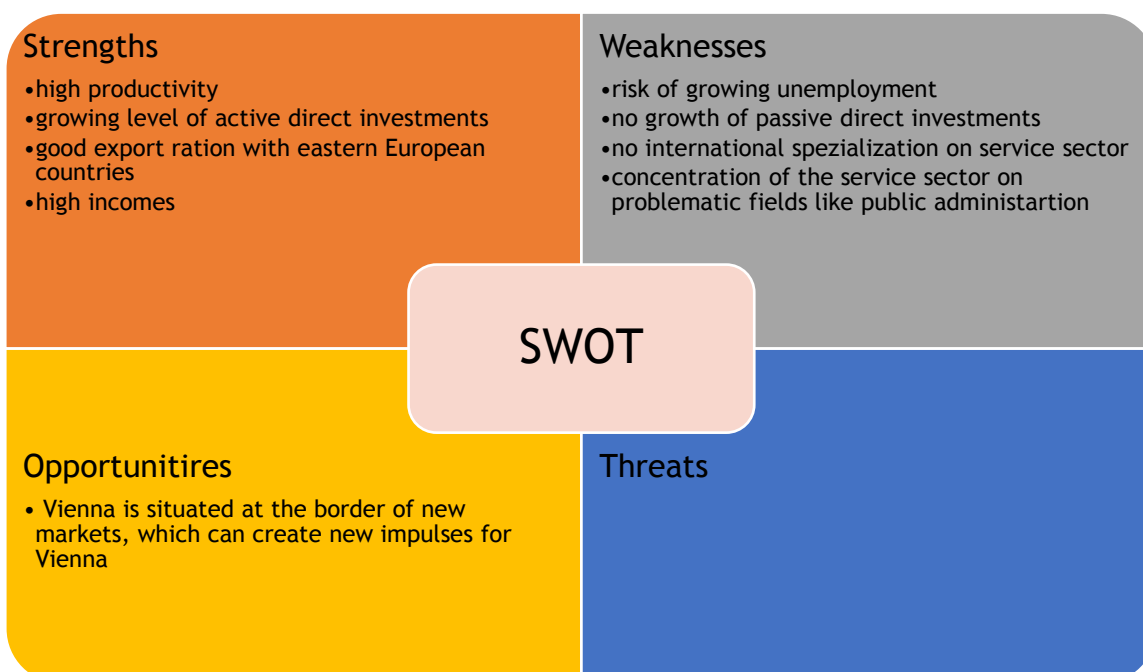 Strengths
•high productivity
•growing level of active direct investments
•good export ration with eastern European
countries
•high incomes
Weaknesses
•risk of growing unemployment
•no growth of passive direct investments
•no international spezialization on service sector
•concentration of the service sector on
problematic fields like public administartion
SWOT
Opportunitires
• Vienna is situated at the border of new
markets, which can create new impulses for
Vienna
Threats